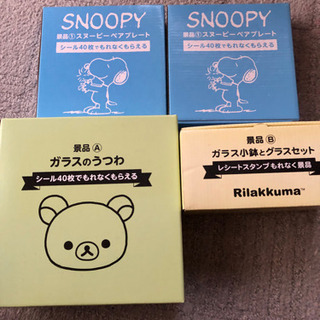 SNOOPY
景品①スヌーピーペアプレート
シール40枚でもれなくもらえる
SNOOPY
景品①スヌーピーペアプレート
シール40枚でもれなくもらえる
景品Ⓐ
ガラスのうつわ
シール40枚でもれなくもらえる
景品Ⓑ
ガラス小鉢とグラスセット
レシートスタンプもれなく景品
Rilakkuma™